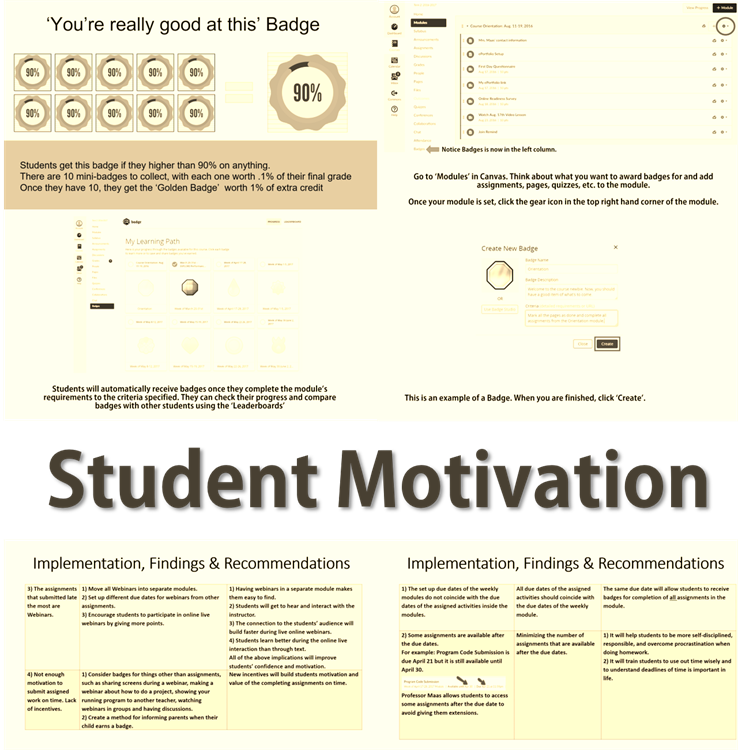 'You're really good at this' Badge
90% 90% 90% 90% 90%
90% 90% 90% 90% 90%
90%
Students get this badge if they higher than 90% on anything.
There are 10 mini-badges to collect, with each one worth .1% of their final grade
Once they have 10, they get the 'Golden Badge' worth 1% of extra credit
+ Module
Modules
Course Orientation: Aug. 22-29, 2016
Notice Badges is now in the left column.
Go to 'Modules' in Canvas. Think about what you want to award badges for and add
assignments, pages, quizzes, etc. to the module.
Once your module is set, click the gear icon in the top right hand corner of the module.
badge
My Learning Path
Students will automatically receive badges once they complete the module's
requirements to the criteria specified. They can check their progress and compare
badges with other students using the 'Leaderboards'
Create New Badge
Badge Name
Badge Description
OR
Create
This is an example of a Badge. When you are finished, click 'Create'.
Student Motivation
Implementation, Findings & Recommendations
3) The assignments
that submitted late
the most are
Webinars.
1) Move all Webinars into separate modules.
2) Set up different due dates for webinars from other
assignments.
3) Encourage students to participate in online live
webinars by giving more points.
1) Having webinars in a separate module makes
them easy to find.
2) Students will get to hear and interact with the
instructor.
3) The connection to the students' audience will
build faster during live online webinars.
4) Students learn better during the online live
interaction than through text.
All of the above implications will improve
students' confidence and motivation.
4) Not enough
motivation to
submit assigned
work on time. Lack
of incentives.
1) Consider badges for things other than assignments,
such as sharing screens during a webinar, making a
webinar about how to do a project, showing your
running program to another teacher, watching
webinars in groups and having discussions.
2) Create a method for informing parents when their
child earns a badge.
New incentives will build students motivation and
value of the completing assignments on time.
Implementation, Findings & Recommendations
1) The set up due dates of the weekly
modules do not coincide with the due
dates of the assigned activities inside the
modules.
All due dates of the assigned
activities should coincide with
the due dates of the weekly
module.
The same due date will allow students to receive
badges for completion of all assignments in the
module.
2) Some assignments are available after
the due date.
For example: Program Code Submission is
due April 21 but it is still available until
April 30.
Program Code Submission
Professor Maas allows students to access
some assignments after the due date to
avoid giving them extensions.
Minimizing the number of
assignments that are available
after the due dates.
1) It will help students to be more self-disciplined,
responsible, and overcome procrastination when
doing homework.
2) It will train students to use out time wisely and
to understand deadlines of time is important in
life.